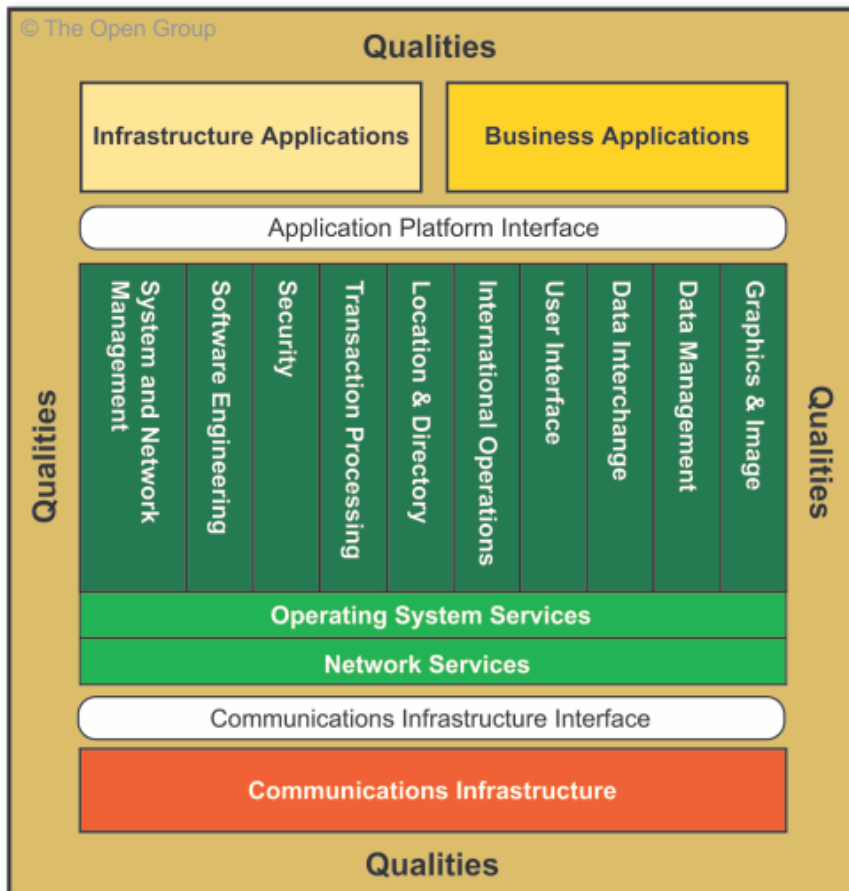 © The Open Group
Qualities
Infrastructure Applications
Business Applications
Application Platform Interface
System and Network
Management
Software Engineering
Security
Transaction Processing
Location & Directory
International Operations
User Interface
Data Interchange
Data Management
Graphics & Image
Qualities
Qualities
Operating System Services
Network Services
Communications Infrastructure Interface
Communications Infrastructure
Qualities